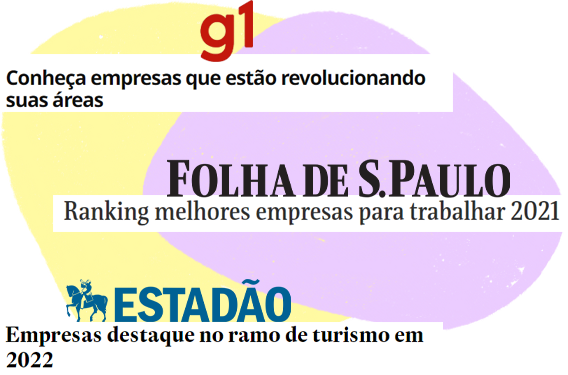 g1
Conheça empresas que estão revolucionando
suas áreas
FOLHA DE S.PAULO
Ranking melhores empresas para trabalhar 2021
ESTADÃO
Empresas destaque no ramo de turismo em
2022